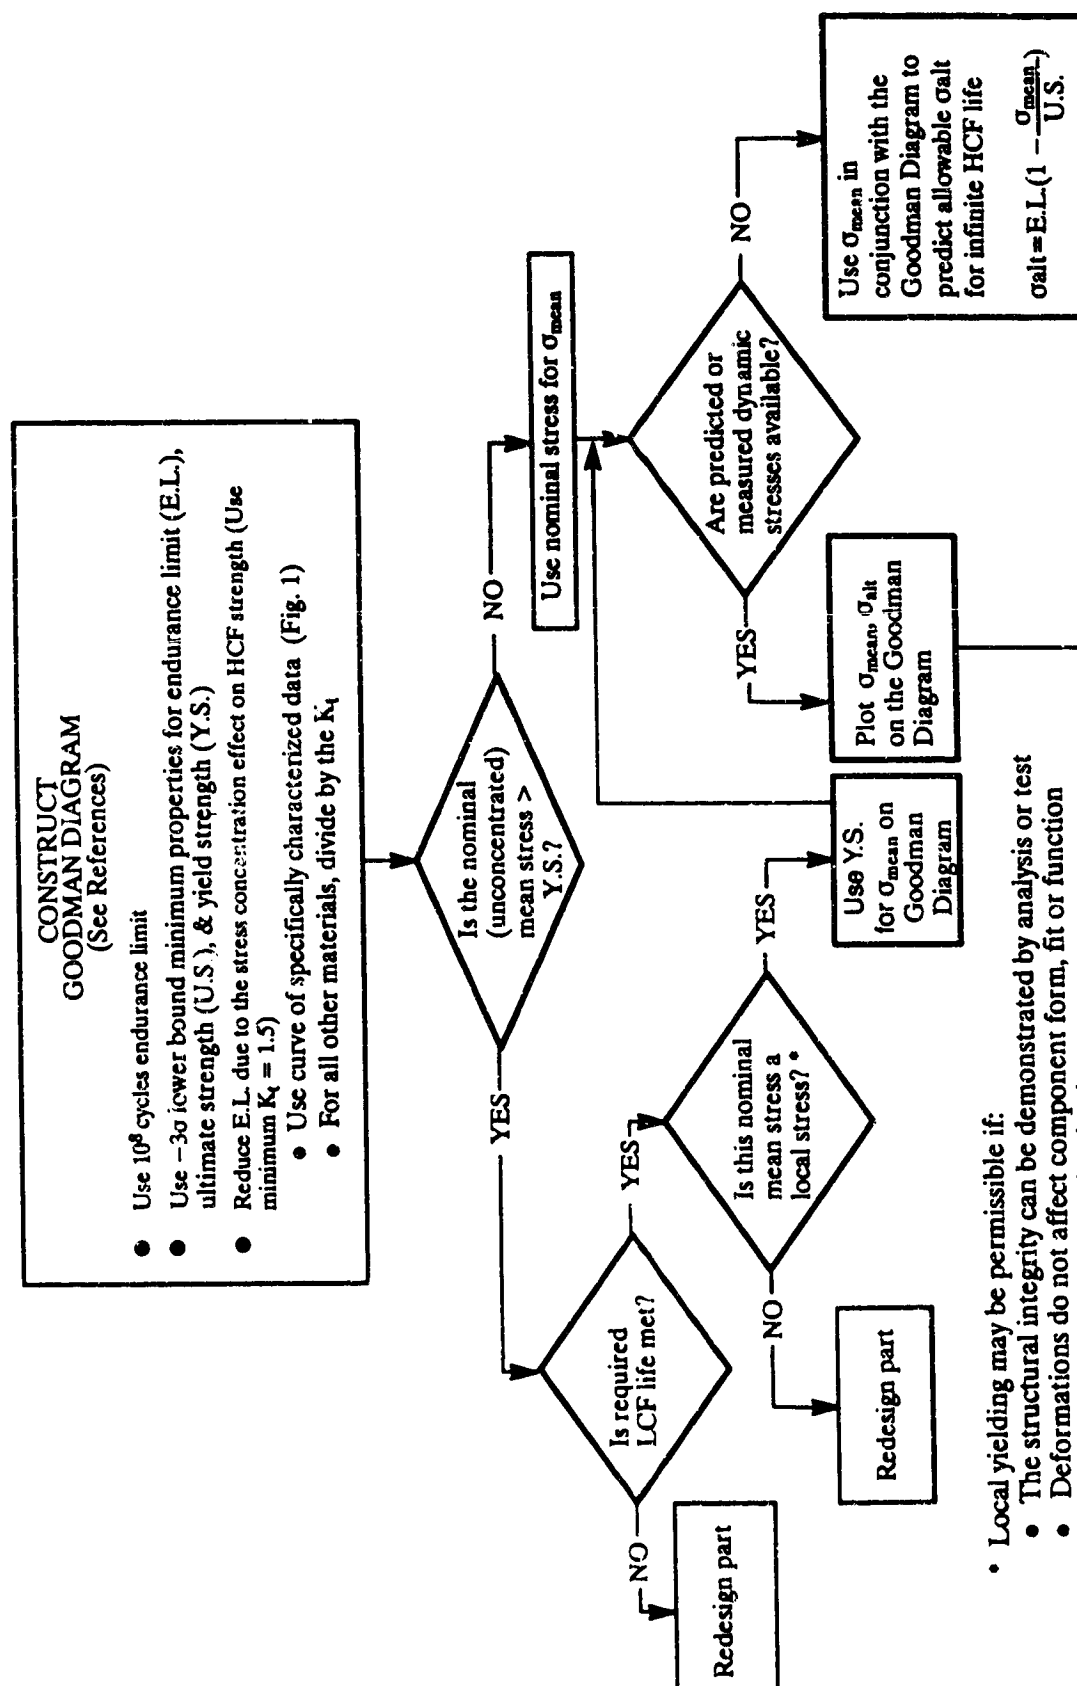 CONSTRUCT
GOODMAN DIAGRAM
(See References)
● Use 10⁸ cycles endurance limit
● Use −3σ lower bound minimum properties for endurance limit (E.L.),
ultimate strength (U.S.), & yield strength (Y.S.)
● Reduce E.L. due to the stress concentration effect on HCF strength (Use
minimum Kₜ = 1.5)
● Use curve of specifically characterized data (Fig. 1)
● For all other materials, divide by the Kₜ
Is the nominal
(unconcentrated)
mean stress >
Y.S.?
YES
NO
Is required
LCF life met?
NO
YES
Redesign part
Is this nominal
mean stress a
local stress? *
NO
YES
Redesign part
Use Y.S.
for σmean on
Goodman
Diagram
Use nominal stress for σmean
Are predicted or
measured dynamic
stresses available?
YES
NO
Plot σmean, σalt
on the Goodman
Diagram
Use σmean in
conjunction with the
Goodman Diagram to
predict allowable σalt
for infinite HCF life
σalt=E.L.(1 − σmean/U.S.)
* Local yielding may be permissible if:
● The structural integrity can be demonstrated by analysis or test
● Deformations do not affect component form, fit or function